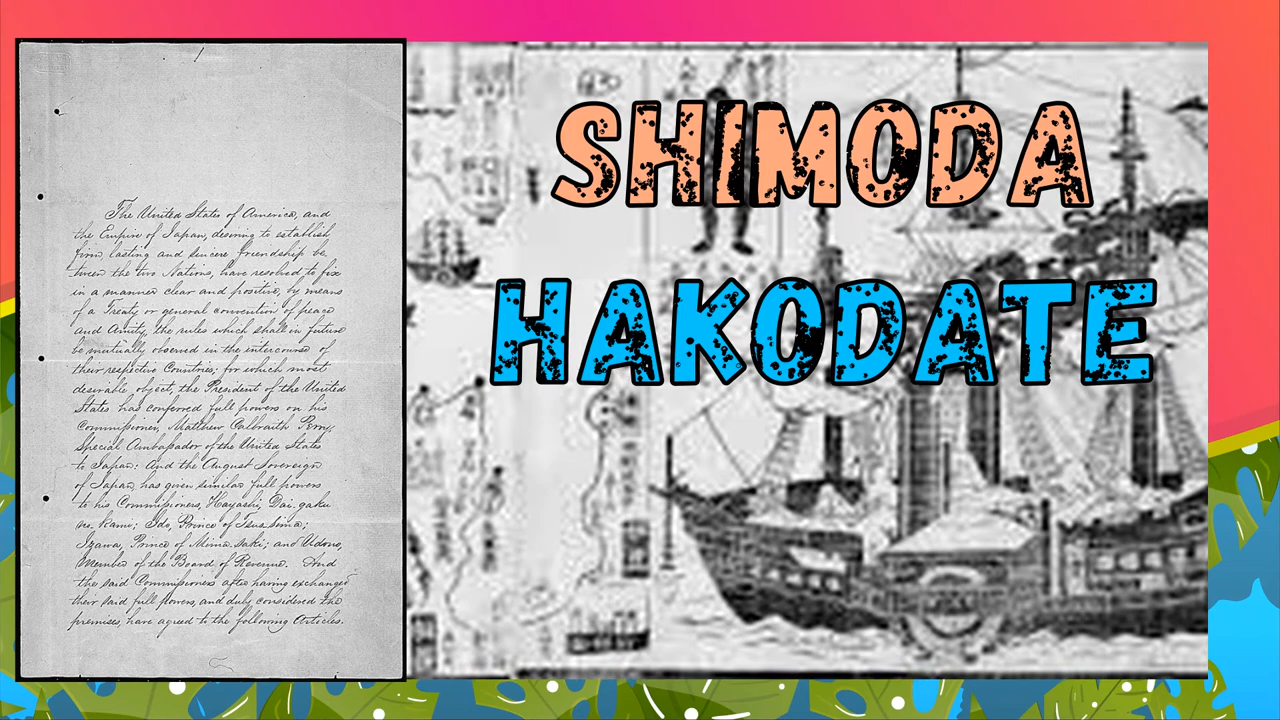 The United States of America, and
the Empire of Japan, desiring to establish
firm, lasting and sincere friendship be-
tween the two Nations, have resolved to fix
in a manner clear and positive, by means
of a Treaty or general convention of peace
and Amity, the rules which shall in future
be mutually observed in the intercourse of
their respective Countries; for which most
desirable object, the President of the United
States has conferred full powers on his
Commissioner, Matthew Calbraith Perry,
Special Ambassador of the United States
to Japan: And the August Sovereign
of Japan, has given similar full powers
to his Commissioners, Hayashi, Dai-gaku
no-kami; Ido, Prince of Tsus-Sima;
Izawa, Prince of Mima-saki; and Udono,
Member of the Board of Revenue. And
the said Commissioners after having exchanged
their said full powers, and duly considered the
premises, have agreed to the following Articles.
SHIMODA
HAKODATE